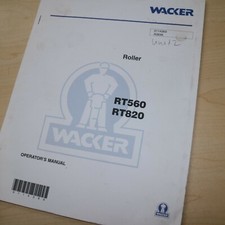 WACKER
Roller
RT560
RT820
WACKER
OPERATOR'S MANUAL